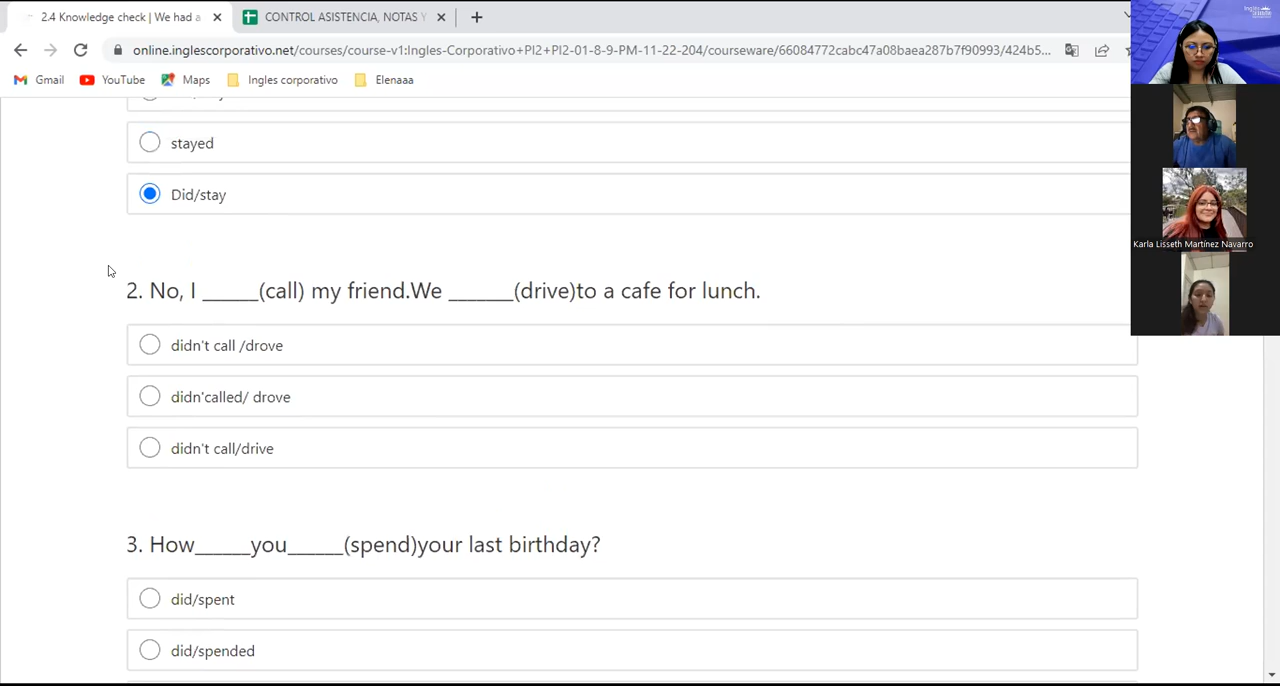 2.4 Knowledge check | We had a
CONTROL ASISTENCIA, NOTAS Y
online.inglescorporativo.net/courses/course-v1:Ingles-Corporativo+PI2+PI2-01-8-9-PM-11-22-204/courseware/66084772cabc47a08baea287b7f90993/424b5...
Gmail
YouTube
Maps
Ingles corporativo
Elenaaa
stayed
Did/stay
2. No, I ______(call) my friend.We _______(drive)to a cafe for lunch.
didn't call /drove
didn'called/ drove
didn't call/drive
3. How______you______(spend)your last birthday?
did/spent
did/spended
Karla Lisseth Martínez Navarro